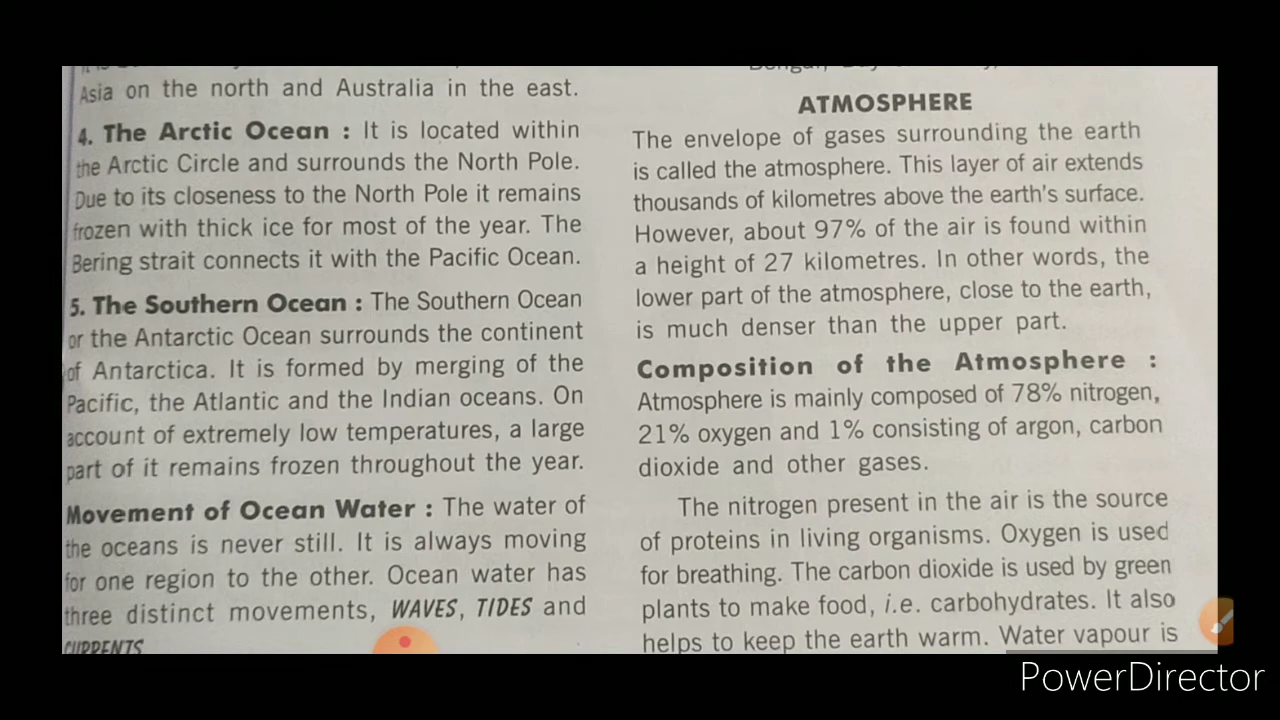 Asia on the north and Australia in the east.
4. The Arctic Ocean : It is located within
the Arctic Circle and surrounds the North Pole.
Due to its closeness to the North Pole it remains
frozen with thick ice for most of the year. The
Bering strait connects it with the Pacific Ocean.
5. The Southern Ocean : The Southern Ocean
or the Antarctic Ocean surrounds the continent
of Antarctica. It is formed by merging of the
Pacific, the Atlantic and the Indian oceans. On
account of extremely low temperatures, a large
part of it remains frozen throughout the year.
Movement of Ocean Water : The water of
the oceans is never still. It is always moving
for one region to the other. Ocean water has
three distinct movements, WAVES, TIDES and
CURRENTS
ATMOSPHERE
The envelope of gases surrounding the earth
is called the atmosphere. This layer of air extends
thousands of kilometres above the earth's surface.
However, about 97% of the air is found within
a height of 27 kilometres. In other words, the
lower part of the atmosphere, close to the earth,
is much denser than the upper part.
Composition of the Atmosphere :
Atmosphere is mainly composed of 78% nitrogen,
21% oxygen and 1% consisting of argon, carbon
dioxide and other gases.
The nitrogen present in the air is the source
of proteins in living organisms. Oxygen is used
for breathing. The carbon dioxide is used by green
plants to make food, i.e. carbohydrates. It also
helps to keep the earth warm. Water vapour is
PowerDirector